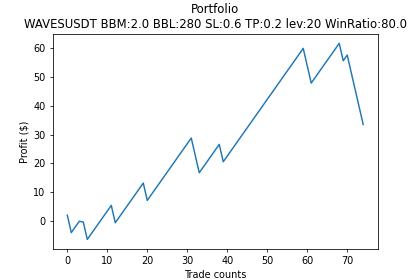 Portfolio
WAVESUSDT BBM:2.0 BBL:280 SL:0.6 TP:0.2 lev:20 WinRatio:80.0
Profit ($)
60
50
40
30
20
10
0
0 10 20 30 40 50 60 70
Trade counts